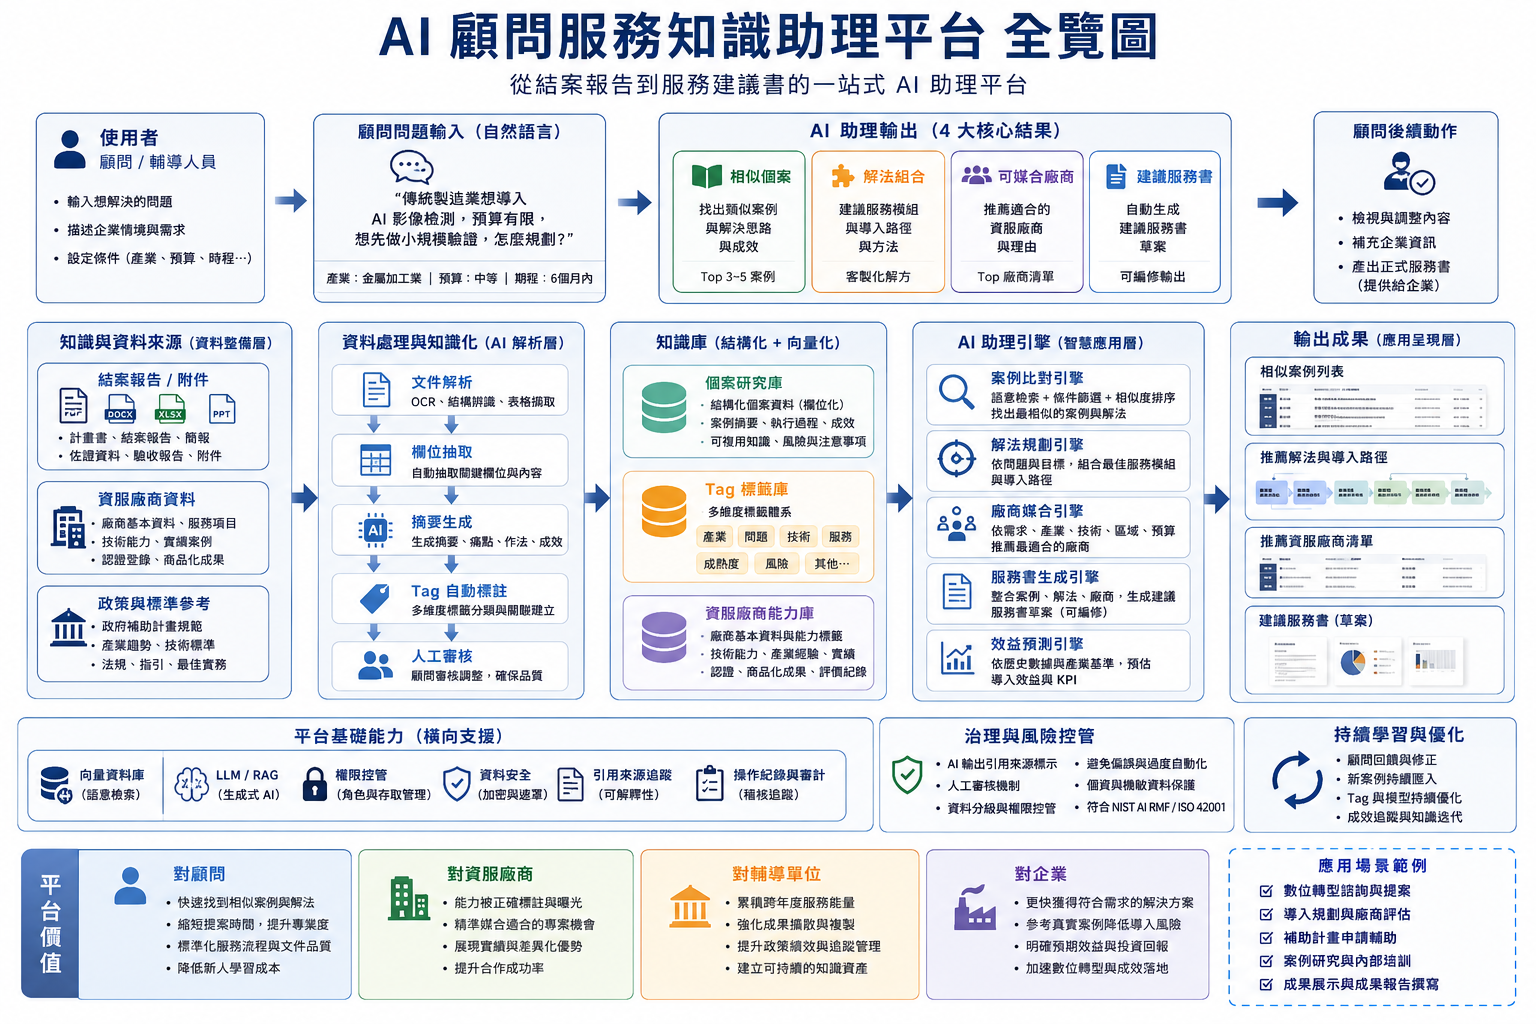 AI 顧問服務知識助理平台 全覽圖
從結案報告到服務建議書的一站式 AI 助理平台
使用者
顧問 / 輔導人員
• 輸入想解決的問題
• 描述企業情境與需求
• 設定條件 (產業、預算、時程…)
顧問問題輸入（自然語言）
“傳統製造業想導入
AI 影像檢測，預算有限，
想先做小規模驗證，怎麼規劃？”
產業：金屬加工業 | 預算：中等 | 期程：6個月內
AI 助理輸出（4 大核心結果）
相似個案
找出類似案例
與解決思路
與成效
Top 3~5 案例
解法組合
建議服務模組
與導入路徑
與方法
客製化解方
可媒合廠商
推薦適合的
資服廠商
與理由
Top 廠商清單
建議服務書
自動生成
建議服務書
草案
可編修輸出
顧問後續動作
• 檢視與調整內容
• 補充企業資訊
• 產出正式服務書
（提供給企業）
知識與資料來源（資料整備層）
結案報告 / 附件
PDF
DOCX
XLSX
PPT
• 計畫書、結案報告、簡報
• 佐證資料、驗收報告、附件
資服廠商資料
• 廠商基本資料、服務項目
• 技術能力、實績案例
• 認證登錄、商品化成果
政策與標準參考
• 政府補助計畫規範
• 產業趨勢、技術標準
• 法規、指引、最佳實務
資料處理與知識化（AI 解析層）
文件解析
OCR、結構辨識、表格擷取
欄位抽取
自動抽取關鍵欄位與內容
AI
摘要生成
生成摘要、痛點、作法、成效
Tag 自動標註
多維度標籤分類與關聯建立
人工審核
顧問審核調整，確保品質
知識庫（結構化 + 向量化）
個案研究庫
· 結構化個案資料 (欄位化)
· 案例摘要、執行過程、成效
· 可複用知識、風險與注意事項
Tag 標籤庫
多維度標籤體系
產業 問題 技術 服務
成熟度 風險 其他…
資服廠商能力庫
· 廠商基本資料與能力標籤
· 技術能力、產業經驗、實績
· 認證、商品化成果、評價紀錄
AI 助理引擎（智慧應用層）
案例比對引擎
語意檢索 + 條件篩選 + 相似度排序
找出最相似的案例與解法
解法規劃引擎
依問題與目標，組合最佳服務模組
與導入路徑
廠商媒合引擎
依需求、產業、技術、區域、預算
推薦最適合的廠商
服務書生成引擎
整合案例、解法、廠商，生成建議
服務書草案（可編修）
效益預測引擎
依歷史數據與產業基準，預估
導入效益與 KPI
輸出成果（應用呈現層）
相似案例列表
推薦解法與導入路徑
推薦資服廠商清單
建議服務書（草案）
平台基礎能力（橫向支援）
向量資料庫
（語意檢索）
LLM / RAG
（生成式 AI）
權限控管
（角色與存取管理）
資料安全
（加密與遮罩）
引用來源追蹤
（可解釋性）
操作紀錄與審計
（稽核追蹤）
治理與風險控管
• AI 輸出引用來源標示
• 人工審核機制
• 資料分級與權限控管
• 避免偏誤與過度自動化
• 個資與機敏資料保護
• 符合 NIST AI RMF / ISO 42001
持續學習與優化
• 顧問回饋與修正
• 新案例持續匯入
• Tag 與模型持續優化
• 成效追蹤與知識迭代
平台價值
對顧問
• 快速找到相似案例與解法
• 縮短提案時間，提升專業度
• 標準化服務流程與文件品質
• 降低新人學習成本
對資服廠商
• 能力被正確標註與曝光
• 精準媒合適合的專案機會
• 展現實績與差異化優勢
• 提升合作成功率
對輔導單位
• 累積跨年度服務能量
• 強化成果擴散與複製
• 提升政策績效與追蹤管理
• 建立可持續的知識資產
對企業
• 更快獲得符合需求的解決方案
• 參考真實案例降低導入風險
• 明確預期效益與投資回報
• 加速數位轉型與成效落地
應用場景範例
數位轉型諮詢與提案
導入規劃與廠商評估
補助計畫申請輔助
案例研究與內部培訓
成果展示與成果報告撰寫